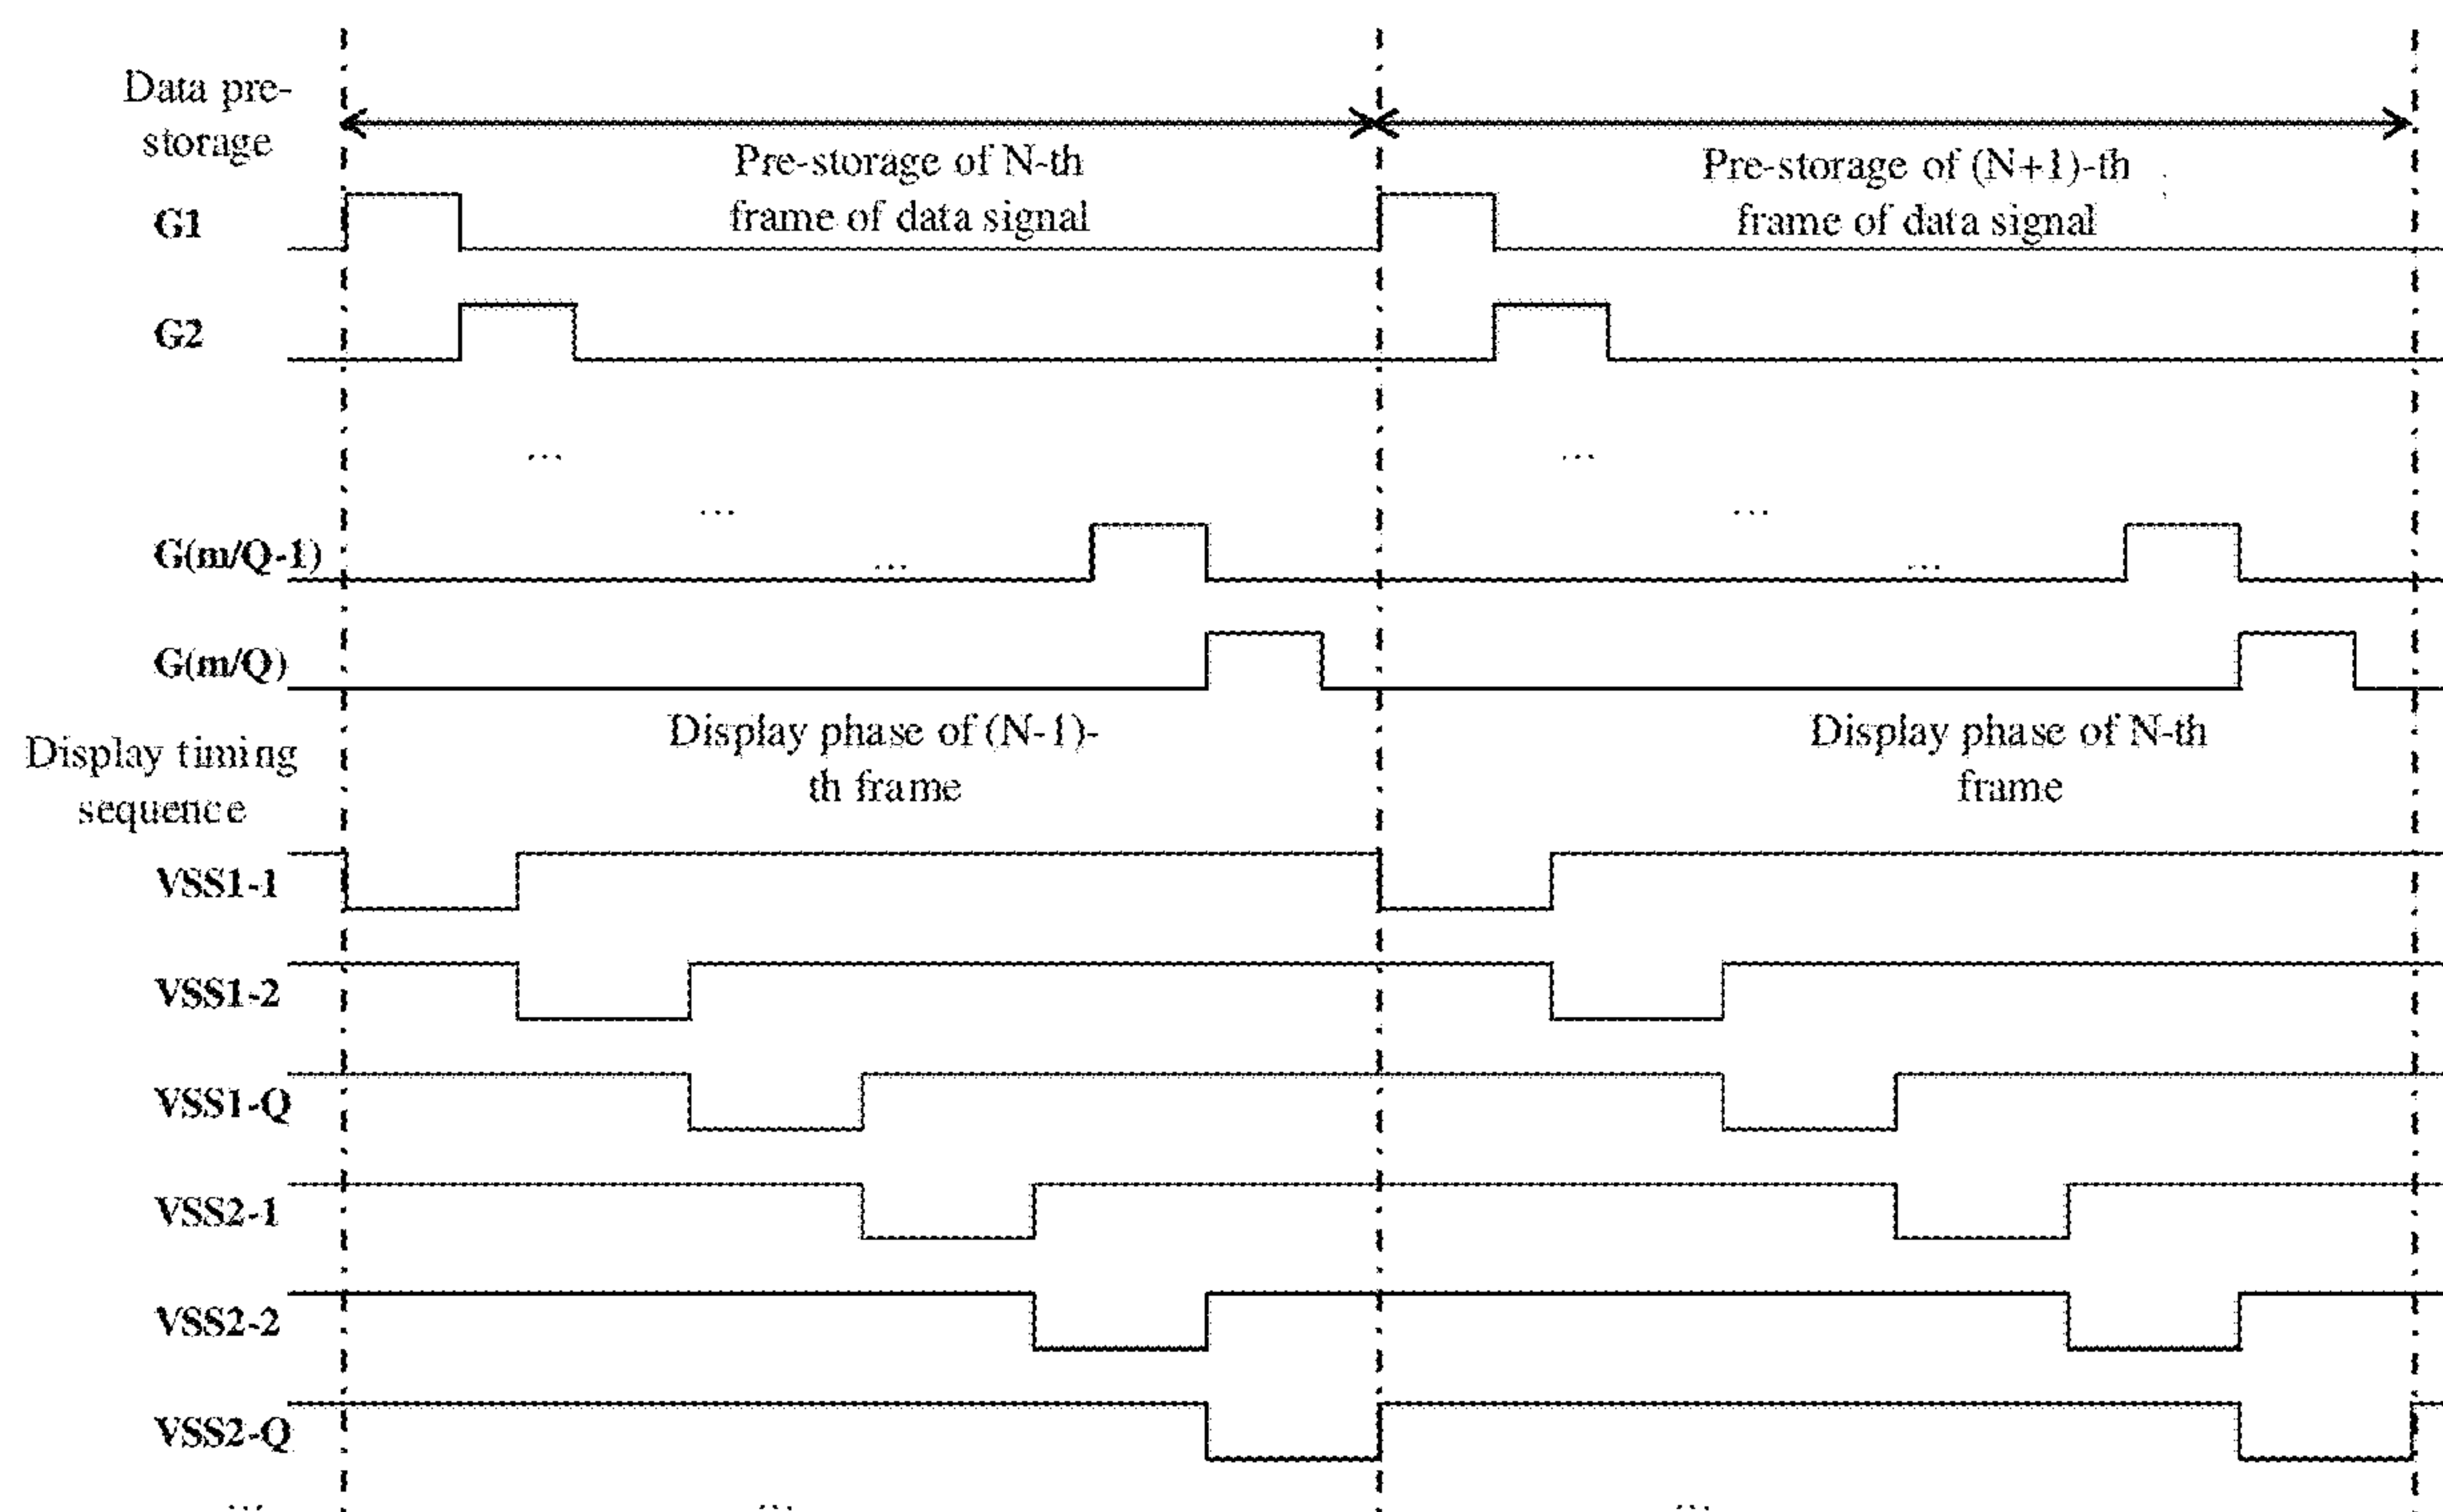 Data pre-
storage
Pre-storage of N-th
frame of data signal
Pre-storage of (N+1)-th
frame of data signal
G1
G2
...
...
...
...
G(m/Q-1)
...
...
G(m/Q)
Display timing
sequence
Display phase of (N-1)-
th frame
Display phase of N-th
frame
VSS1-1
VSS1-2
VSS1-Q
VSS2-1
VSS2-2
VSS2-Q
...
...
...